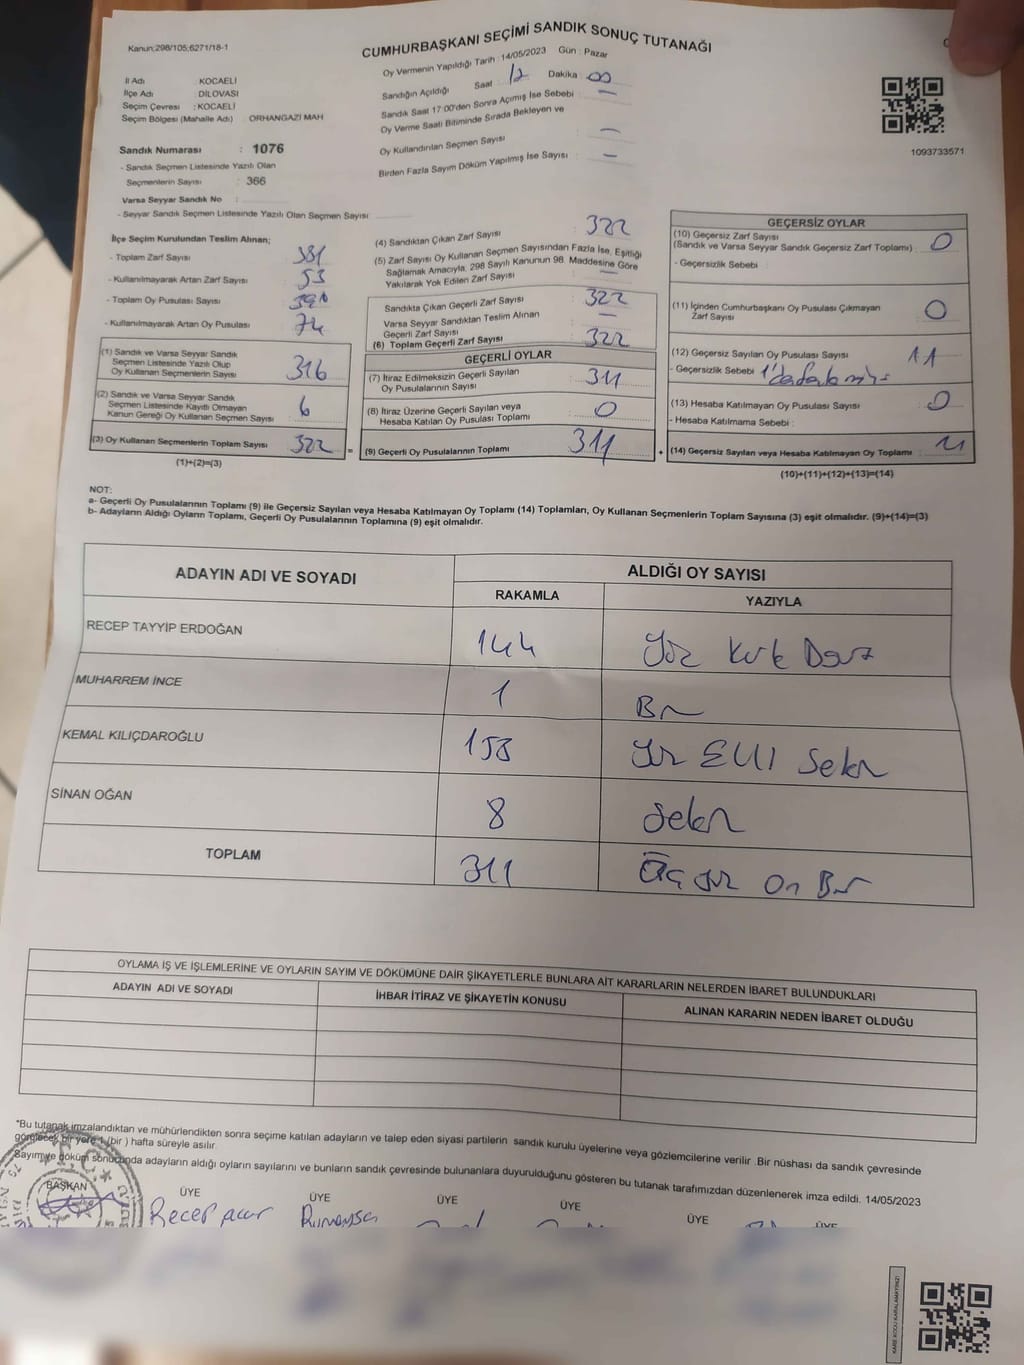 Kanun;298/105;6271/18-1
CUMHURBAŞKANI SEÇİMİ SANDIK SONUÇ TUTANAĞI
Oy Vermenin Yapıldığı Tarih : 14/05/2023 Gün : Pazar
İl Adı : KOCAELİ
İlçe Adı : DİLOVASI
Seçim Çevresi : KOCAELİ
Seçim Bölgesi (Mahalle Adı) : ORHANGAZİ MAH
Sandık Numarası : 1076
- Sandık Seçmen Listesinde Yazılı Olan
Seçmenlerin Sayısı : 366
Varsa Seyyar Sandık No
- Seyyar Sandık Seçmen Listesinde Yazılı Olan Seçmen Sayısı
Sandığın Açıldığı Saat : 12 Dakika 00
Sandık Saat 17:00'den Sonra Açımış İse Sebebi : —
Oy Verme Saati Bitiminde Sırada Bekleyen ve
Oy Kullandırılan Seçmen Sayısı : —
Birden Fazla Sayım Döküm Yapılmış İse Sayısı : —
1093733571
İlçe Seçim Kurulundan Teslim Alınan;
- Toplam Zarf Sayısı : 381
- Kullanılmayarak Artan Zarf Sayısı : 53
- Toplam Oy Pusulası Sayısı
- Kullanılmayarak Artan Oy Pusulası : 74
(1) Sandık ve Varsa Seyyar Sandık
Seçmen Listesinde Yazılı Olup
Oy Kullanan Seçmenlerin Sayısı : 316
(2) Sandık ve Varsa Seyyar Sandık
Seçmen Listesinde Kayıtlı Olmayan
Kanun Gereği Oy Kullanan Seçmen Sayısı : 6
(3) Oy Kullanan Seçmenlerin Toplam Sayısı : 322
(1)+(2)=(3)
(4) Sandıktan Çıkan Zarf Sayısı : 322
(5) Zarf Sayısı Oy Kullanan Seçmen Sayısından Fazla İse, Eşitliği
Sağlamak Amacıyla, 298 Sayılı Kanunun 98. Maddesine Göre
Yakılarak Yok Edilen Zarf Sayısı : —
Sandıkta Çıkan Geçerli Zarf Sayısı : 322
Varsa Seyyar Sandıktan Teslim Alınan
Geçerli Zarf Sayısı : —
(6) Toplam Geçerli Zarf Sayısı : 322
GEÇERLİ OYLAR
(7) İtiraz Edilmeksizin Geçerli Sayılan
Oy Pusulalarının Sayısı : 311
(8) İtiraz Üzerine Geçerli Sayılan veya
Hesaba Katılan Oy Pusulası Toplamı : 0
(9) Geçerli Oy Pusulalarının Toplamı : 311
GEÇERSİZ OYLAR
(10) Geçersiz Zarf Sayısı
(Sandık ve Varsa Seyyar Sandık Geçersiz Zarf Toplamı) : 0
- Geçersizlik Sebebi :
(11) İçinden Cumhurbaşkanı Oy Pusulası Çıkmayan
Zarf Sayısı : 0
(12) Geçersiz Sayılan Oy Pusulası Sayısı : 11
- Geçersizlik Sebebi
(13) Hesaba Katılmayan Oy Pusulası Sayısı : 0
- Hesaba Katılmama Sebebi :
(14) Geçersiz Sayılan veya Hesaba Katılmayan Oy Toplamı : 11
(10)+(11)+(12)+(13)=(14)
NOT:
a- Geçerli Oy Pusulalarının Toplamı (9) ile Geçersiz Sayılan veya Hesaba Katılmayan Oy Toplamı (14) Toplamları, Oy Kullanan Seçmenlerin Toplam Sayısına (3) eşit olmalıdır. (9)+(14)=(3)
b- Adayların Aldığı Oyların Toplamı, Geçerli Oy Pusulalarının Toplamına (9) eşit olmalıdır.
ADAYIN ADI VE SOYADI ALDIĞI OY SAYISI
RAKAMLA YAZIYLA
RECEP TAYYİP ERDOĞAN 144 Yüz Kırk Dört
MUHARREM İNCE 1 Bir
KEMAL KILIÇDAROĞLU 158 Yüz Elli Sekiz
SİNAN OĞAN 8 Sekiz
TOPLAM 311 Üç yüz On Bir
OYLAMA İŞ VE İŞLEMLERİNE VE OYLARIN SAYIM VE DÖKÜMÜNE DAİR ŞİKAYETLERLE BUNLARA AİT KARARLARIN NELERDEN İBARET BULUNDUKLARI
ADAYIN ADI VE SOYADI İHBAR İTİRAZ VE ŞİKAYETİN KONUSU ALINAN KARARIN NEDEN İBARET OLDUĞU
*Bu tutanak imzalandıktan ve mühürlendikten sonra seçime katılan adayların ve talep eden siyasi partilerin sandık kurulu üyelerine veya gözlemcilerine verilir .Bir nüshası da sandık çevresinde
görülecek bir yere 1 (bir ) hafta süreyle asılır.
Sayım ve döküm sonucunda adayların aldığı oyların sayılarını ve bunların sandık çevresinde bulunanlara duyurulduğunu gösteren bu tutanak tarafımızdan düzenlenerek imza edildi. 14/05/2023
BAŞKAN ÜYE ÜYE ÜYE ÜYE ÜYE ÜYE
Recep acar Rumeysa
KARE KODU KARALAMAYINIZ!